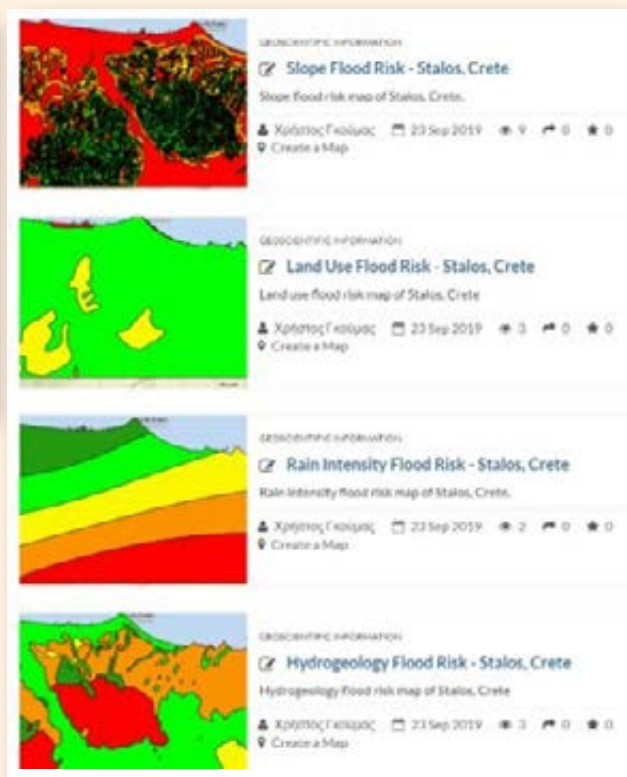 GEOSCIENTIFIC INFORMATION
Slope Flood Risk - Stalos, Crete
Slope flood risk map of Stalos, Crete.
Χρήστος Γκούμας 23 Sep 2019 9 0 0
Create a Map
GEOSCIENTIFIC INFORMATION
Land Use Flood Risk - Stalos, Crete
Land use flood risk map of Stalos, Crete
Χρήστος Γκούμας 23 Sep 2019 3 0 0
Create a Map
GEOSCIENTIFIC INFORMATION
Rain Intensity Flood Risk - Stalos, Crete
Rain intensity flood risk map of Stalos, Crete.
Χρήστος Γκούμας 23 Sep 2019 2 0 0
Create a Map
GEOSCIENTIFIC INFORMATION
Hydrogeology Flood Risk - Stalos, Crete
Hydrogeology flood risk map of Stalos, Crete
Χρήστος Γκούμας 23 Sep 2019 3 0 0
Create a Map